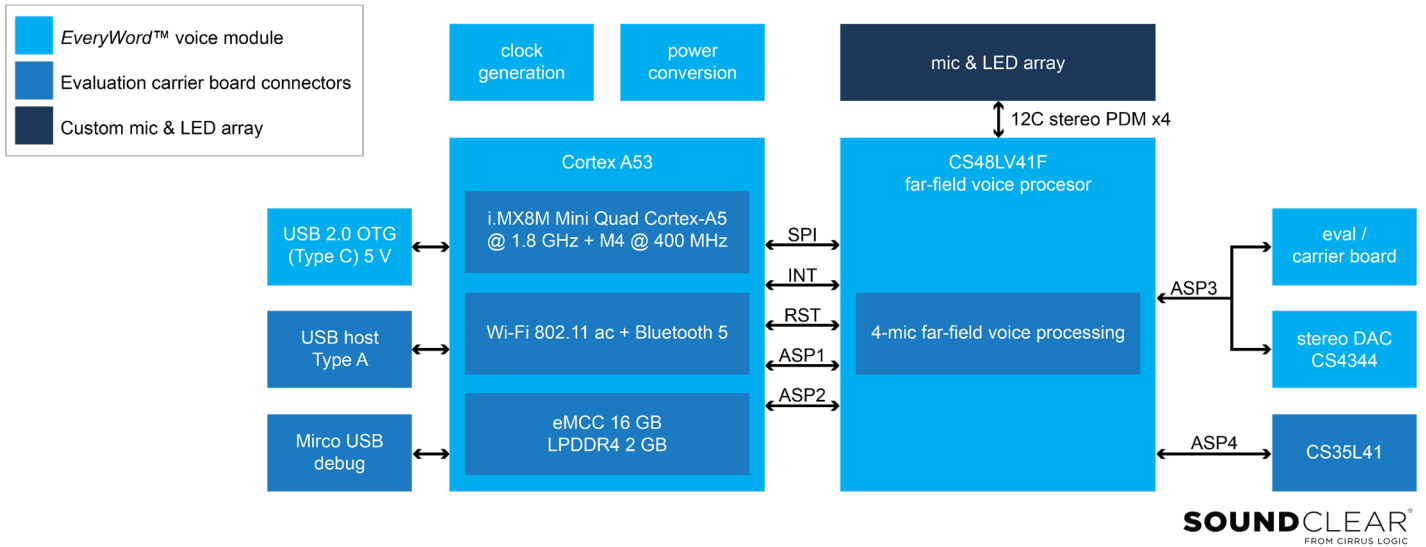 EveryWord™ voice module
Evaluation carrier board connectors
Custom mic & LED array
clock
generation
power
conversion
mic & LED array
12C stereo PDM x4
Cortex A53
i.MX8M Mini Quad Cortex-A5
@ 1.8 GHz + M4 @ 400 MHz
Wi-Fi 802.11 ac + Bluetooth 5
eMCC 16 GB
LPDDR4 2 GB
USB 2.0 OTG
(Type C) 5 V
USB host
Type A
Mirco USB
debug
SPI
INT
RST
ASP1
ASP2
CS48LV41F
far-field voice procesor
4-mic far-field voice processing
ASP3
ASP4
eval /
carrier board
stereo DAC
CS4344
CS35L41
SOUNDCLEAR®
FROM CIRRUS LOGIC